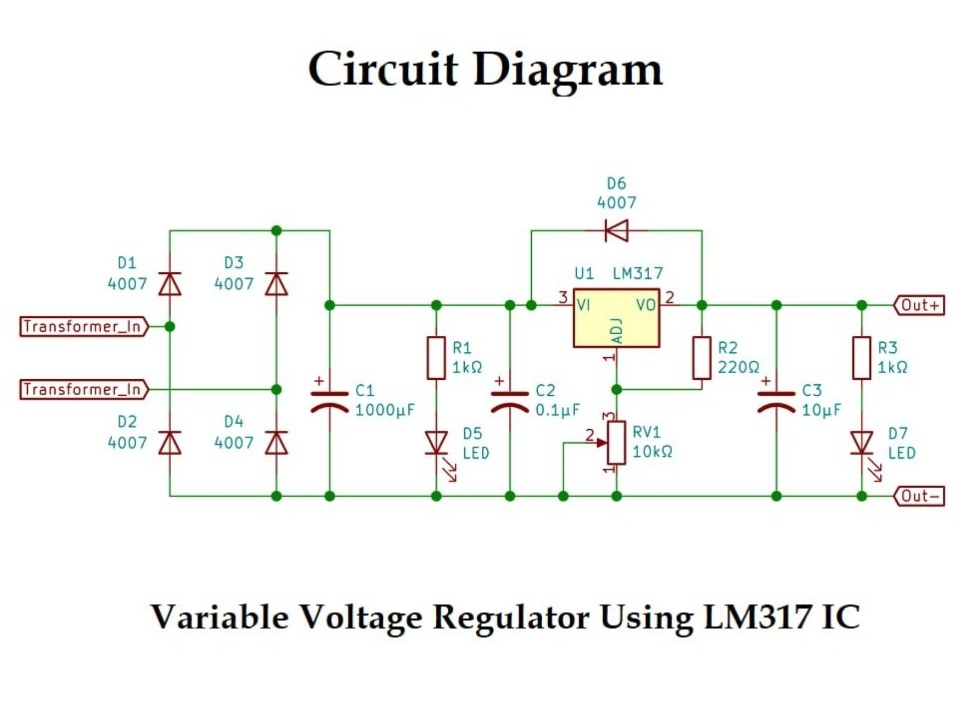 Circuit Diagram
D6
4007
D1
4007
D3
4007
U1 LM317
3 VI VO 2
ADJ
1
Out+
Transformer_In
R1
1kΩ
R2
220Ω
R3
1kΩ
Transformer_In
+
C1
1000µF
+
C2
0.1µF
+
C3
10µF
D2
4007
D4
4007
D5
LED
3
2
1
RV1
10kΩ
D7
LED
Out−
Variable Voltage Regulator Using LM317 IC